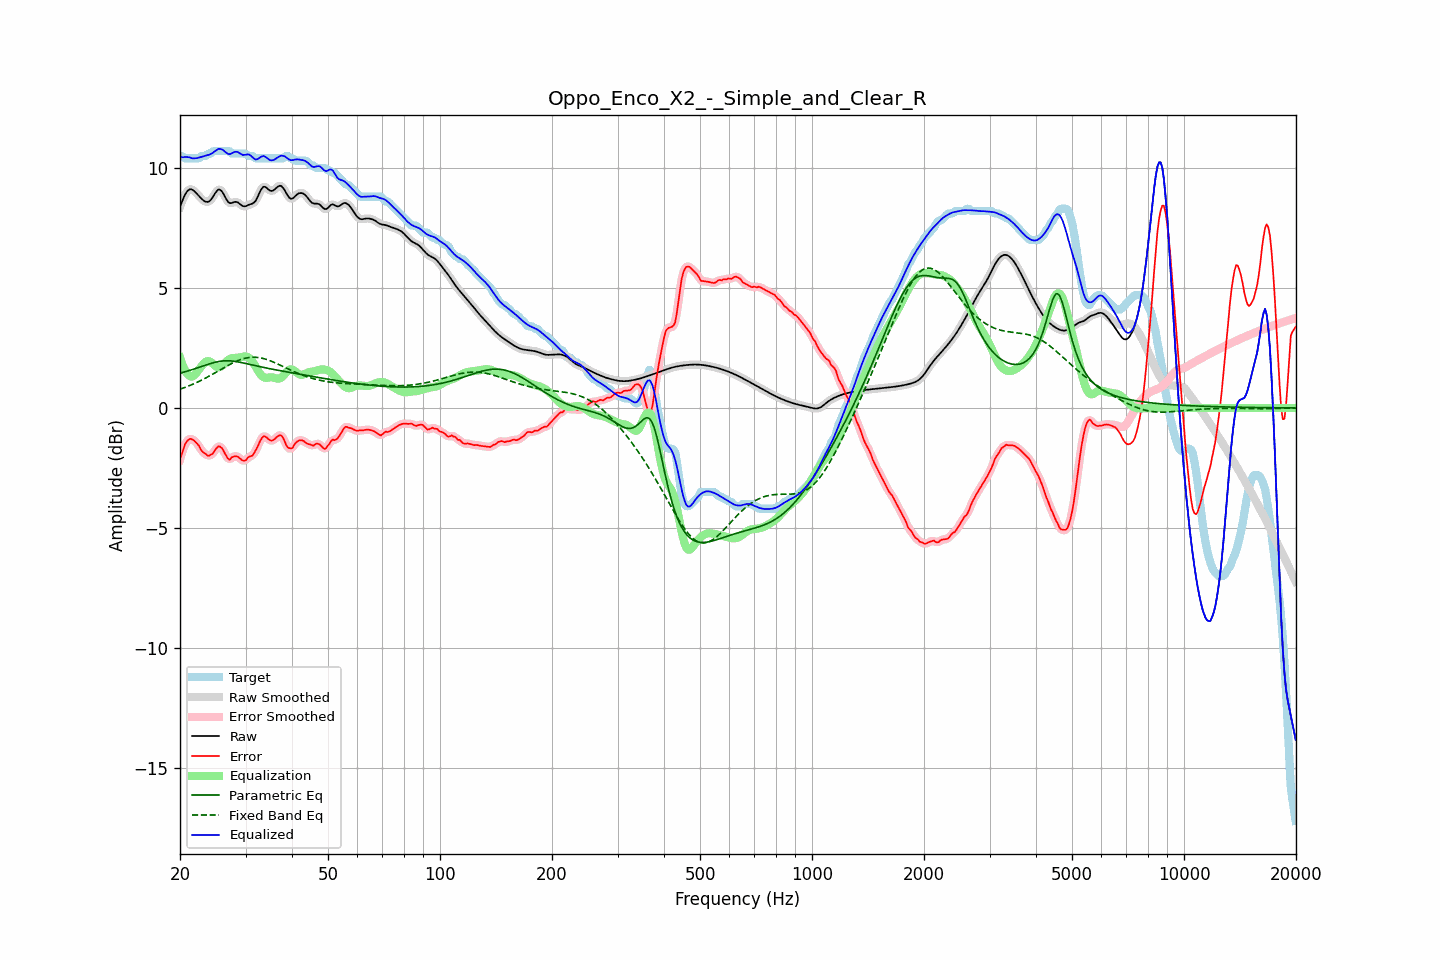 Oppo_Enco_X2_-_Simple_and_Clear_R
Amplitude (dBr)
10
5
0
−5
−10
−15
Target
Raw Smoothed
Error Smoothed
Raw
Error
Equalization
Parametric Eq
Fixed Band Eq
Equalized
20 50 100 200 500 1000 2000 5000 10000 20000
Frequency (Hz)